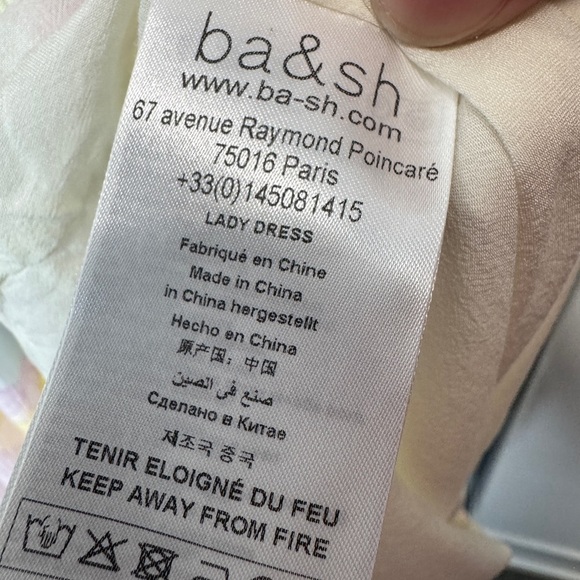 ba&sh
www.ba-sh.com
67 avenue Raymond Poincaré
75016 Paris
+33(0)145081415
LADY DRESS
Fabriqué en Chine
Made in China
in China hergestellt
Hecho en China
原产国：中国
صنع في الصين
Сделано в Китае
제조국 중국
TENIR ELOIGNÉ DU FEU
KEEP AWAY FROM FIRE